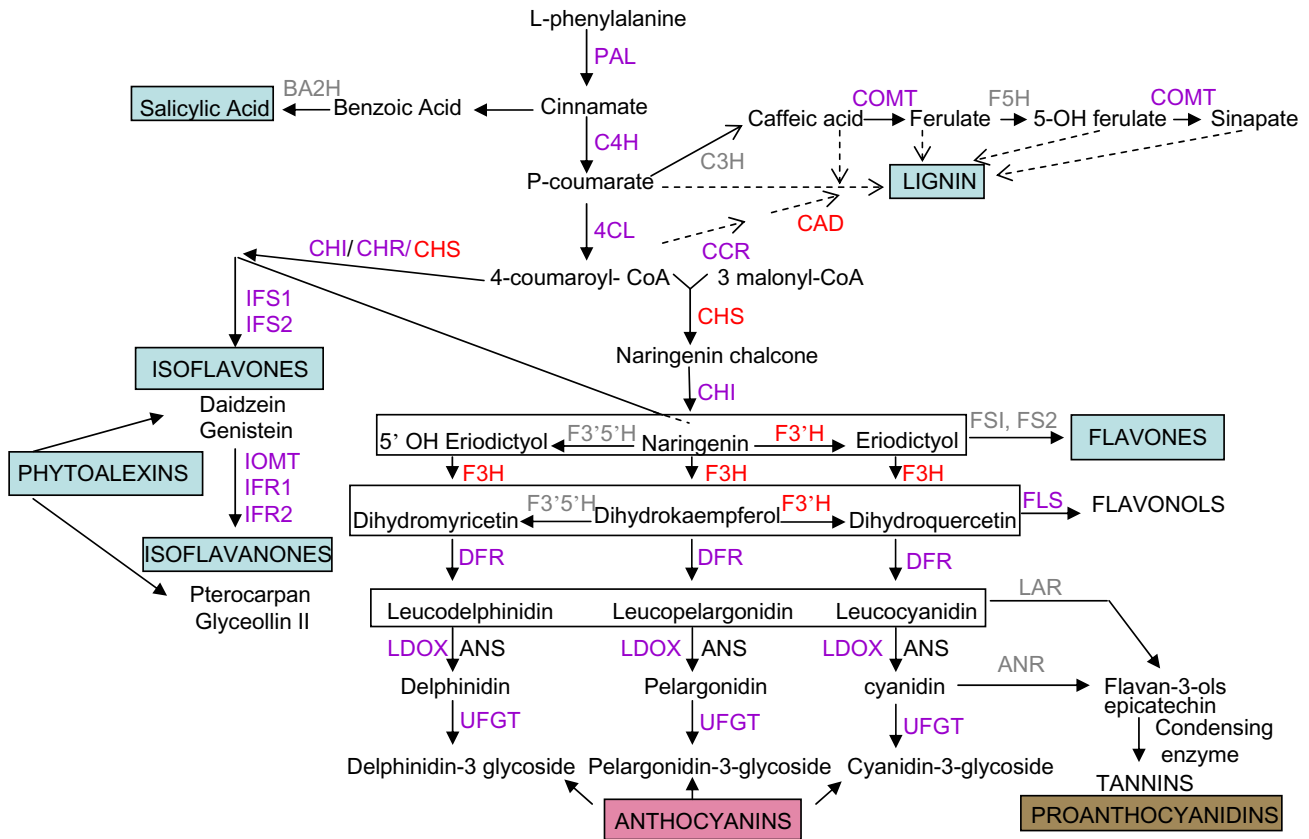 L-phenylalanine
PAL
BA2H
Salicylic Acid
Benzoic Acid
Cinnamate
COMT
F5H
COMT
Caffeic acid
Ferulate
5-OH ferulate
Sinapate
C4H
C3H
P-coumarate
LIGNIN
4CL
CAD
CCR
CHI/CHR/CHS
4-coumaroyl- CoA
3 malonyl-CoA
IFS1
IFS2
CHS
Naringenin chalcone
ISOFLAVONES
CHI
Daidzein
Genistein
5’ OH Eriodictyol
F3’5’H
Naringenin
F3’H
Eriodictyol
FSI, FS2
FLAVONES
PHYTOALEXINS
IOMT
IFR1
IFR2
F3H
F3H
F3H
Dihydromyricetin
F3’5’H
Dihydrokaempferol
F3’H
Dihydroquercetin
FLS
FLAVONOLS
ISOFLAVANONES
DFR
DFR
DFR
Pterocarpan
Glyceollin II
Leucodelphinidin
Leucopelargonidin
Leucocyanidin
LAR
LDOX
ANS
LDOX
ANS
LDOX
ANS
Delphinidin
Pelargonidin
cyanidin
ANR
Flavan-3-ols
epicatechin
UFGT
UFGT
UFGT
Condensing
enzyme
Delphinidin-3 glycoside
Pelargonidin-3-glycoside
Cyanidin-3-glycoside
TANNINS
ANTHOCYANINS
PROANTHOCYANIDINS